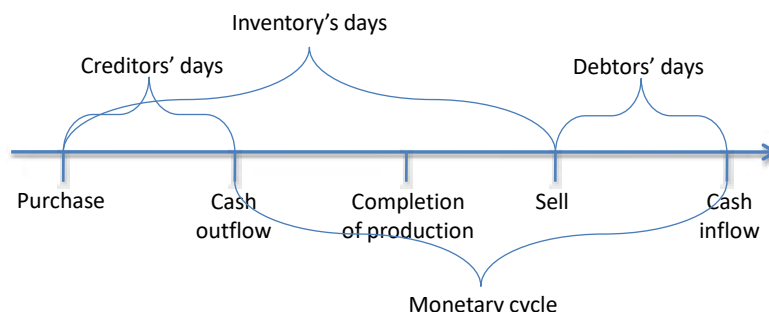 Inventory’s days
Creditors’ days
Debtors’ days
Purchase
Cash
outflow
Completion
of production
Sell
Cash
inflow
Monetary cycle